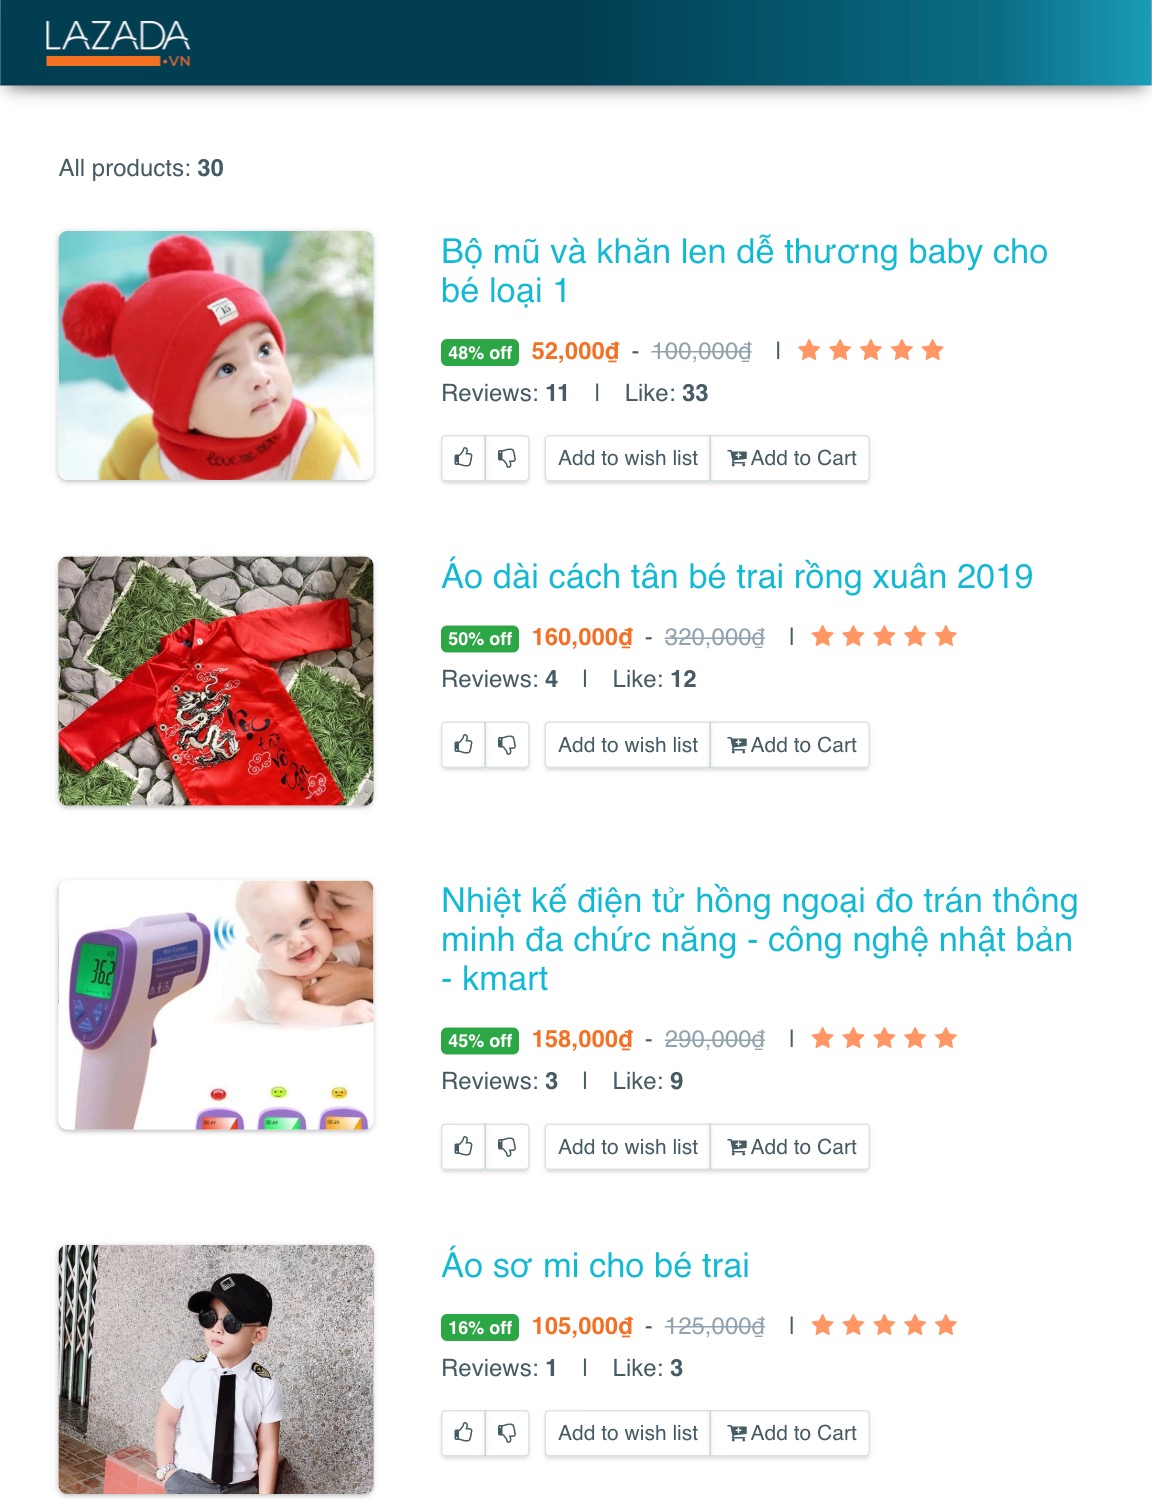 LAZADA
.VN
All products: 30
15
love me more
Bộ mũ và khăn len dễ thương baby cho
bé loại 1
48% off 52,000₫ - 100,000₫ |
Reviews: 11 | Like: 33
Add to wish list Add to Cart
Áo dài cách tân bé trai rồng xuân 2019
50% off 160,000₫ - 320,000₫ |
Reviews: 4 | Like: 12
Add to wish list Add to Cart
36.2
Nhiệt kế điện tử hồng ngoại đo trán thông
minh đa chức năng - công nghệ nhật bản
- kmart
45% off 158,000₫ - 290,000₫ |
Reviews: 3 | Like: 9
Add to wish list Add to Cart
Áo sơ mi cho bé trai
16% off 105,000₫ - 125,000₫ |
Reviews: 1 | Like: 3
Add to wish list Add to Cart